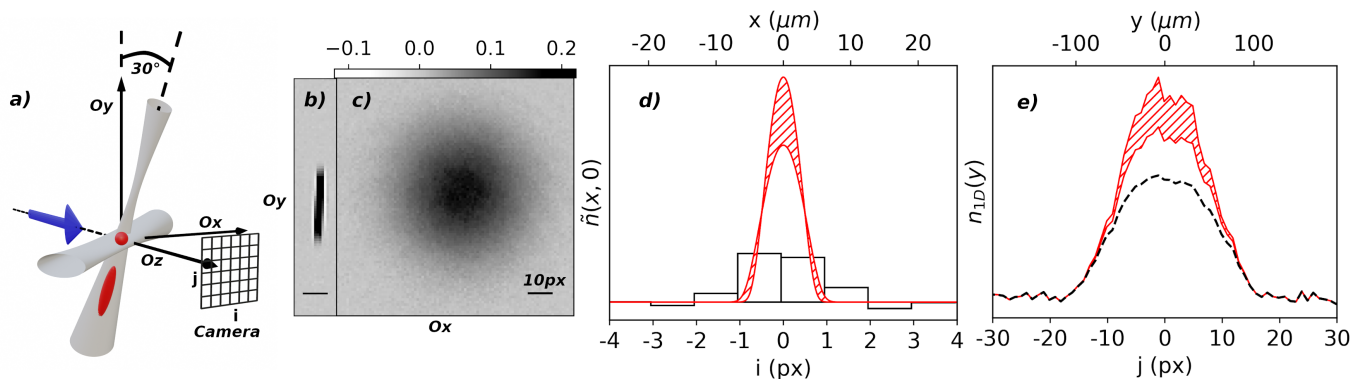 a)
30°
Oy
Ox
Oz
j
i
Camera
−0.1 0.0 0.1 0.2
b) c)
Oy
10px
Ox
x (μm)
-20 -10 0 10 20
d)
ñ(x, 0)
-4 -3 -2 -1 0 1 2 3 4
i (px)
y (μm)
-100 0 100
e)
n1D(y)
-30 -20 -10 0 10 20 30
j (px)